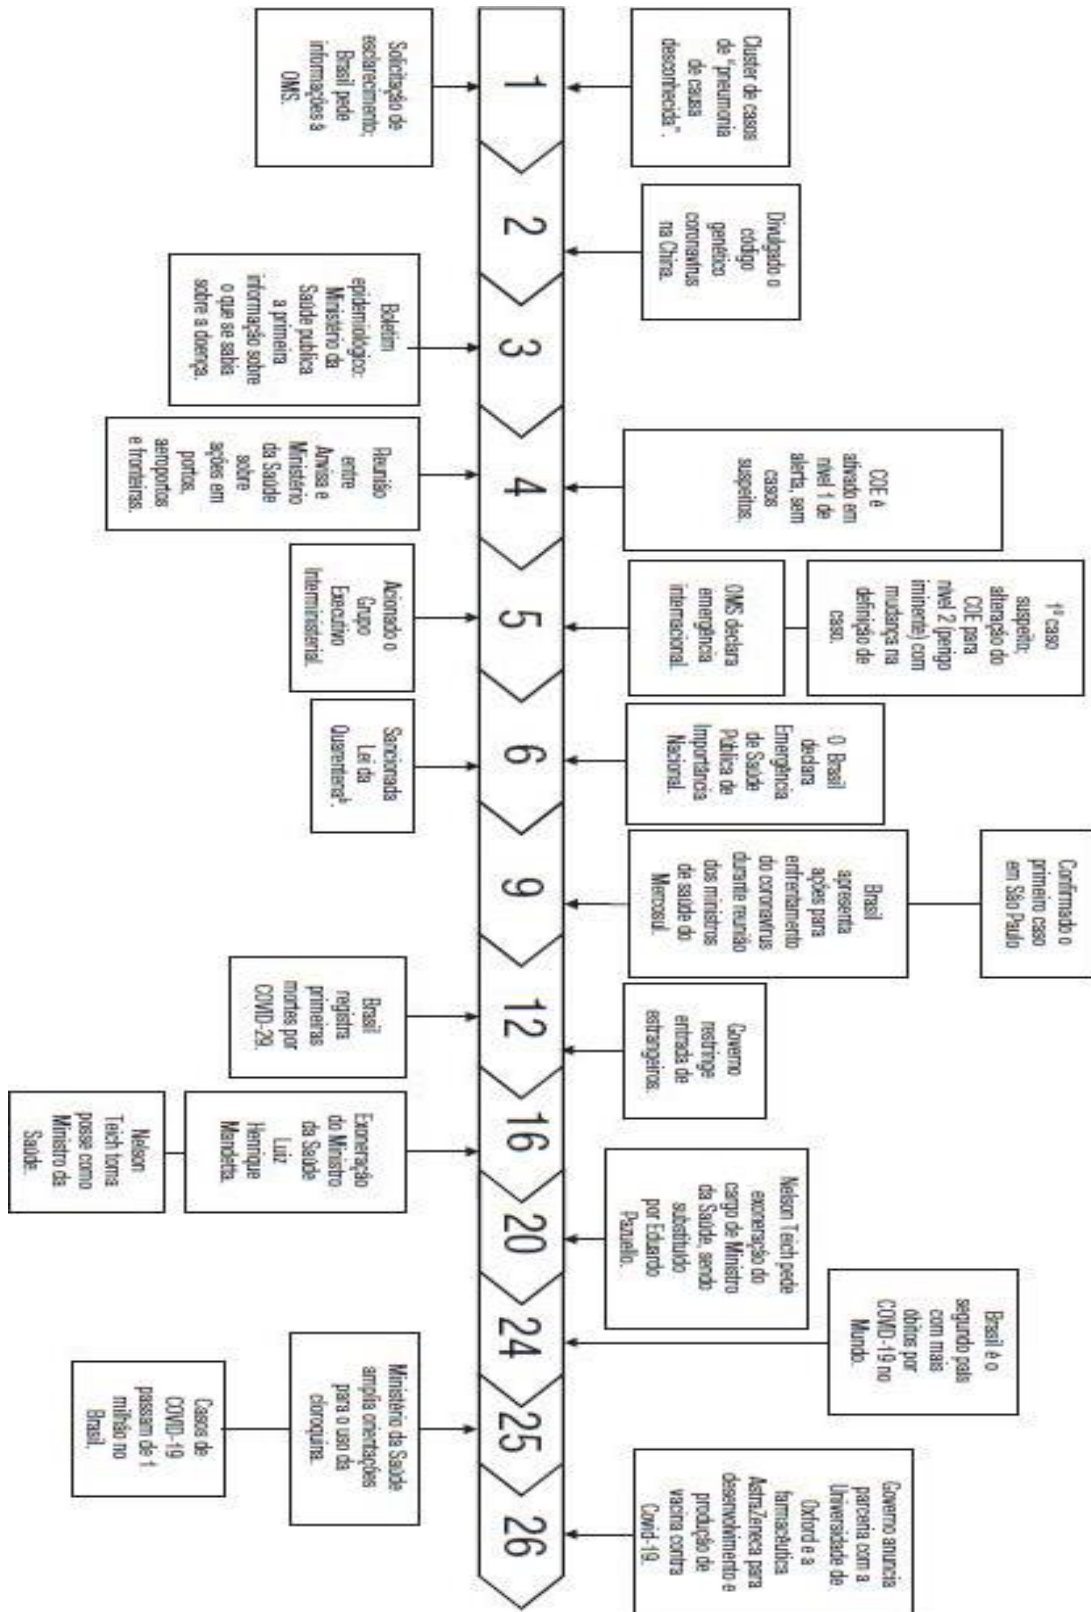 Cluster de casos
de "pneumonia
de causa
desconhecida".
Divulgado o
código
genético
coronavírus
na China.
COE é
ativado em
nível 1 de
alerta, sem
casos
suspeitos.
1º caso
suspeito;
alteração do
COE para
nível 2 (perigo
iminente) com
mudança na
definição de
caso.
OMS declara
emergência
internacional.
O Brasil
declara
Emergência
de Saúde
Pública de
Importância
Nacional.
Confirmado o
primeiro caso
em São Paulo
Brasil
apresenta
ações para
enfrentamento
do coronavírus
durante reunião
dos ministros
de saúde do
Mercosul.
Governo
restringe
entrada de
estrangeiros.
Nelson Teich pede
exoneração do
cargo de Ministro
da Saúde, sendo
substituído
por Eduardo
Pazuello.
Brasil é o
segundo país
com mais
óbitos por
COVID-19 no
Mundo.
Governo anuncia
parceria com a
Universidade de
Oxford e a
farmacêutica
AstraZeneca para
desenvolvimento e
produção de
vacina contra
Covid-19.
1 2 3 4 5 6 9 12 16 20 24 25 26
Solicitação de
esclarecimento;
Brasil pede
informações à
OMS.
Boletim
epidemiológico:
Ministério da
Saúde publica
a primeira
informação sobre
o que se sabia
sobre a doença.
Reunião
entre
Anvisa e
Ministério
da Saúde
sobre
ações em
portos,
aeroportos
e fronteiras.
Acionado o
Grupo
Executivo
Interministerial.
Sancionada
Lei da
Quarentena⁠ᵇ.
Brasil
registra
primeiras
mortes por
COVID-29.
Exoneração
do Ministro
da Saúde
Luiz
Henrique
Mandetta.
Nelson
Teich toma
posse como
Ministro da
Saúde.
Ministério da Saúde
amplia orientações
para o uso da
cloroquina.
Casos de
COVID-19
passam de 1
milhão no
Brasil.